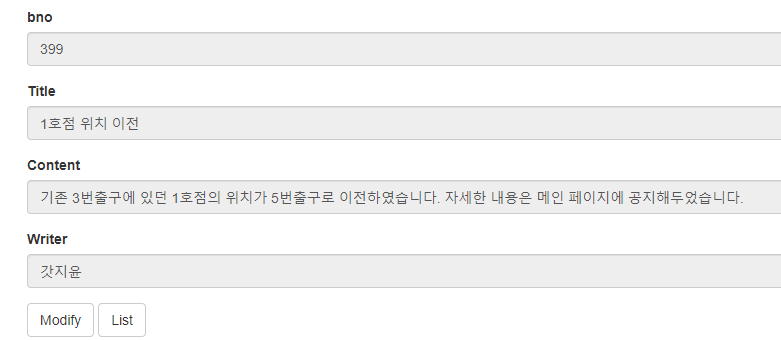 bno
399
Title
1호점 위치 이전
Content
기존 3번출구에 있던 1호점의 위치가 5번출구로 이전하였습니다. 자세한 내용은 메인 페이지에 공지해두었습니다.
Writer
갓지윤
Modify List